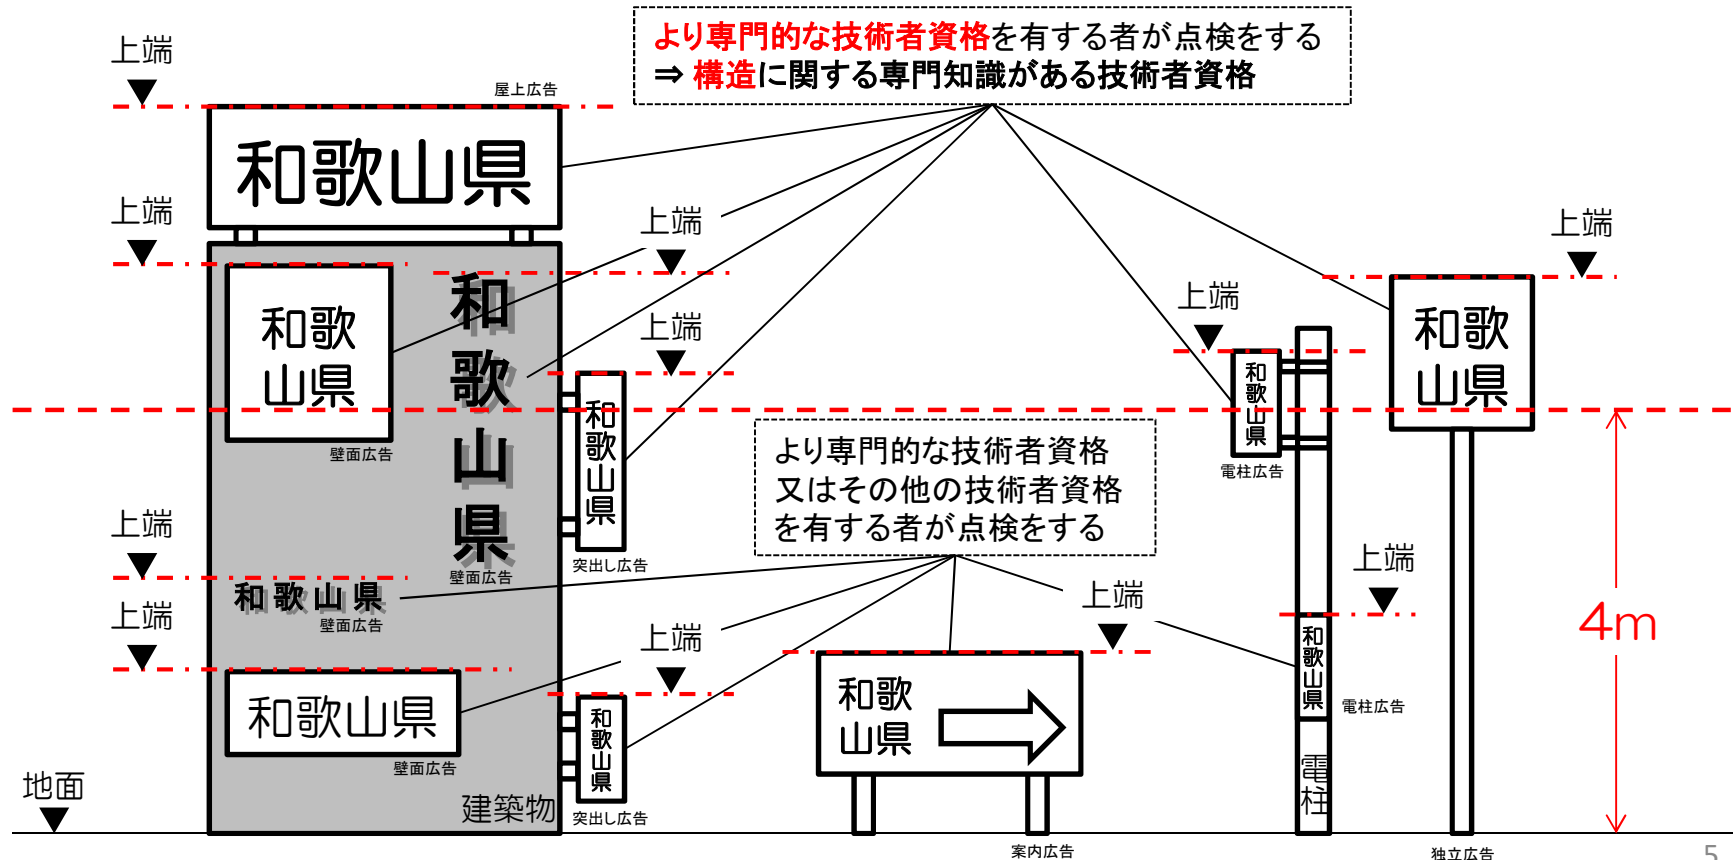 より専門的な技術者資格を有する者が点検をする
⇒ 構造に関する専門知識がある技術者資格
上端
屋上広告
和歌山県
上端
上端
上端
和歌
山県
壁面広告
和歌山県
壁面広告
上端
和歌山県
突出し広告
上端
和歌山県
電柱広告
和歌
山県
独立広告
より専門的な技術者資格
又はその他の技術者資格
を有する者が点検をする
上端
和歌山県
壁面広告
上端
和歌山県
壁面広告
建築物
上端
和歌山県
突出し広告
上端
和歌
山県
案内広告
上端
和歌山県
電柱広告
電柱
4m
地面
5